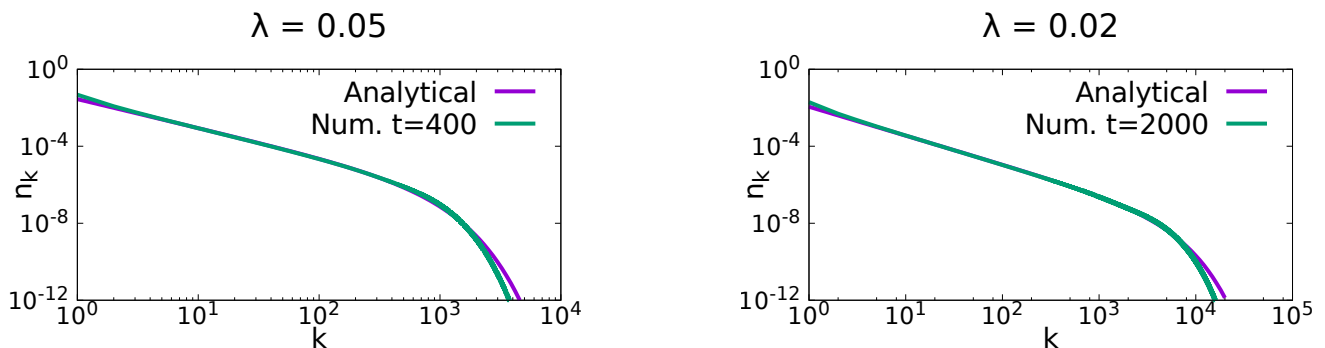 λ = 0.05
10^0
10^-4
10^-8
10^-12
n_k
Analytical
Num. t=400
10^0 10^1 10^2 10^3 10^4
k
λ = 0.02
10^0
10^-4
10^-8
10^-12
n_k
Analytical
Num. t=2000
10^0 10^1 10^2 10^3 10^4 10^5
k